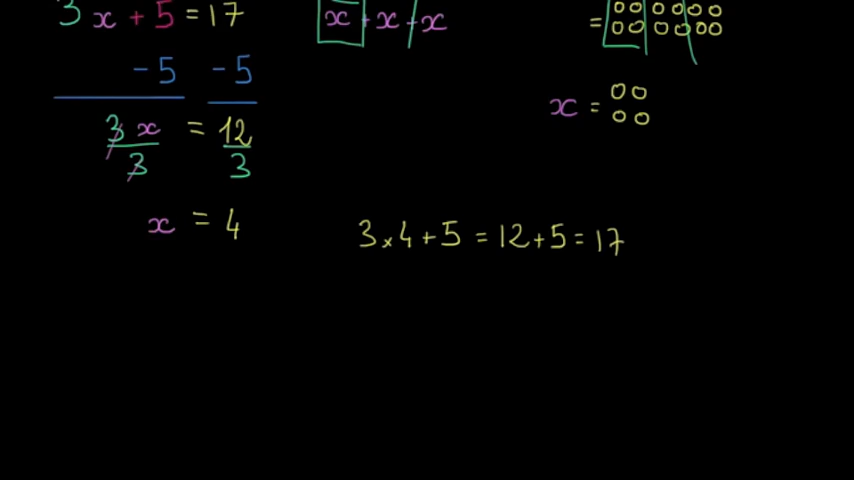 3x + 5 = 17
- 5 - 5
3x/3 = 12/3
x = 4
x + x + x
=
x =
3 × 4 + 5 = 12 + 5 = 17